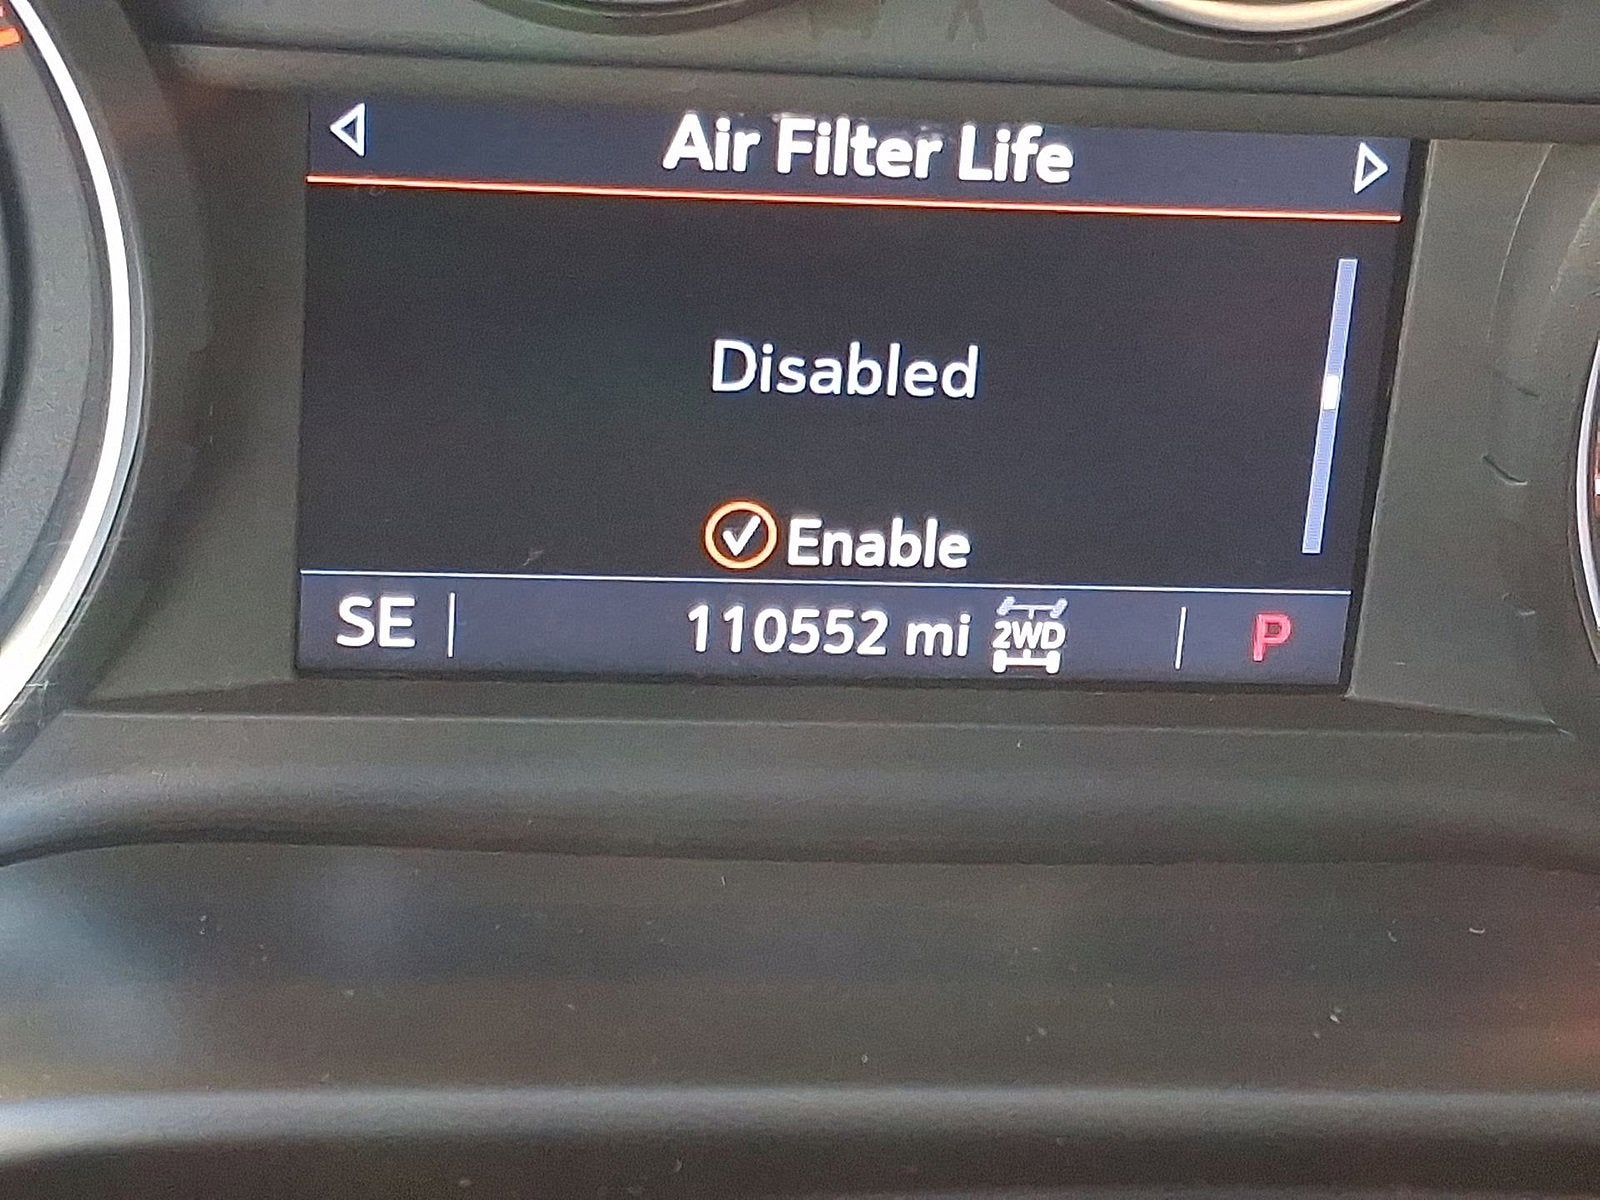 Air Filter Life
Disabled
Enable
SE 110552 mi 2WD P